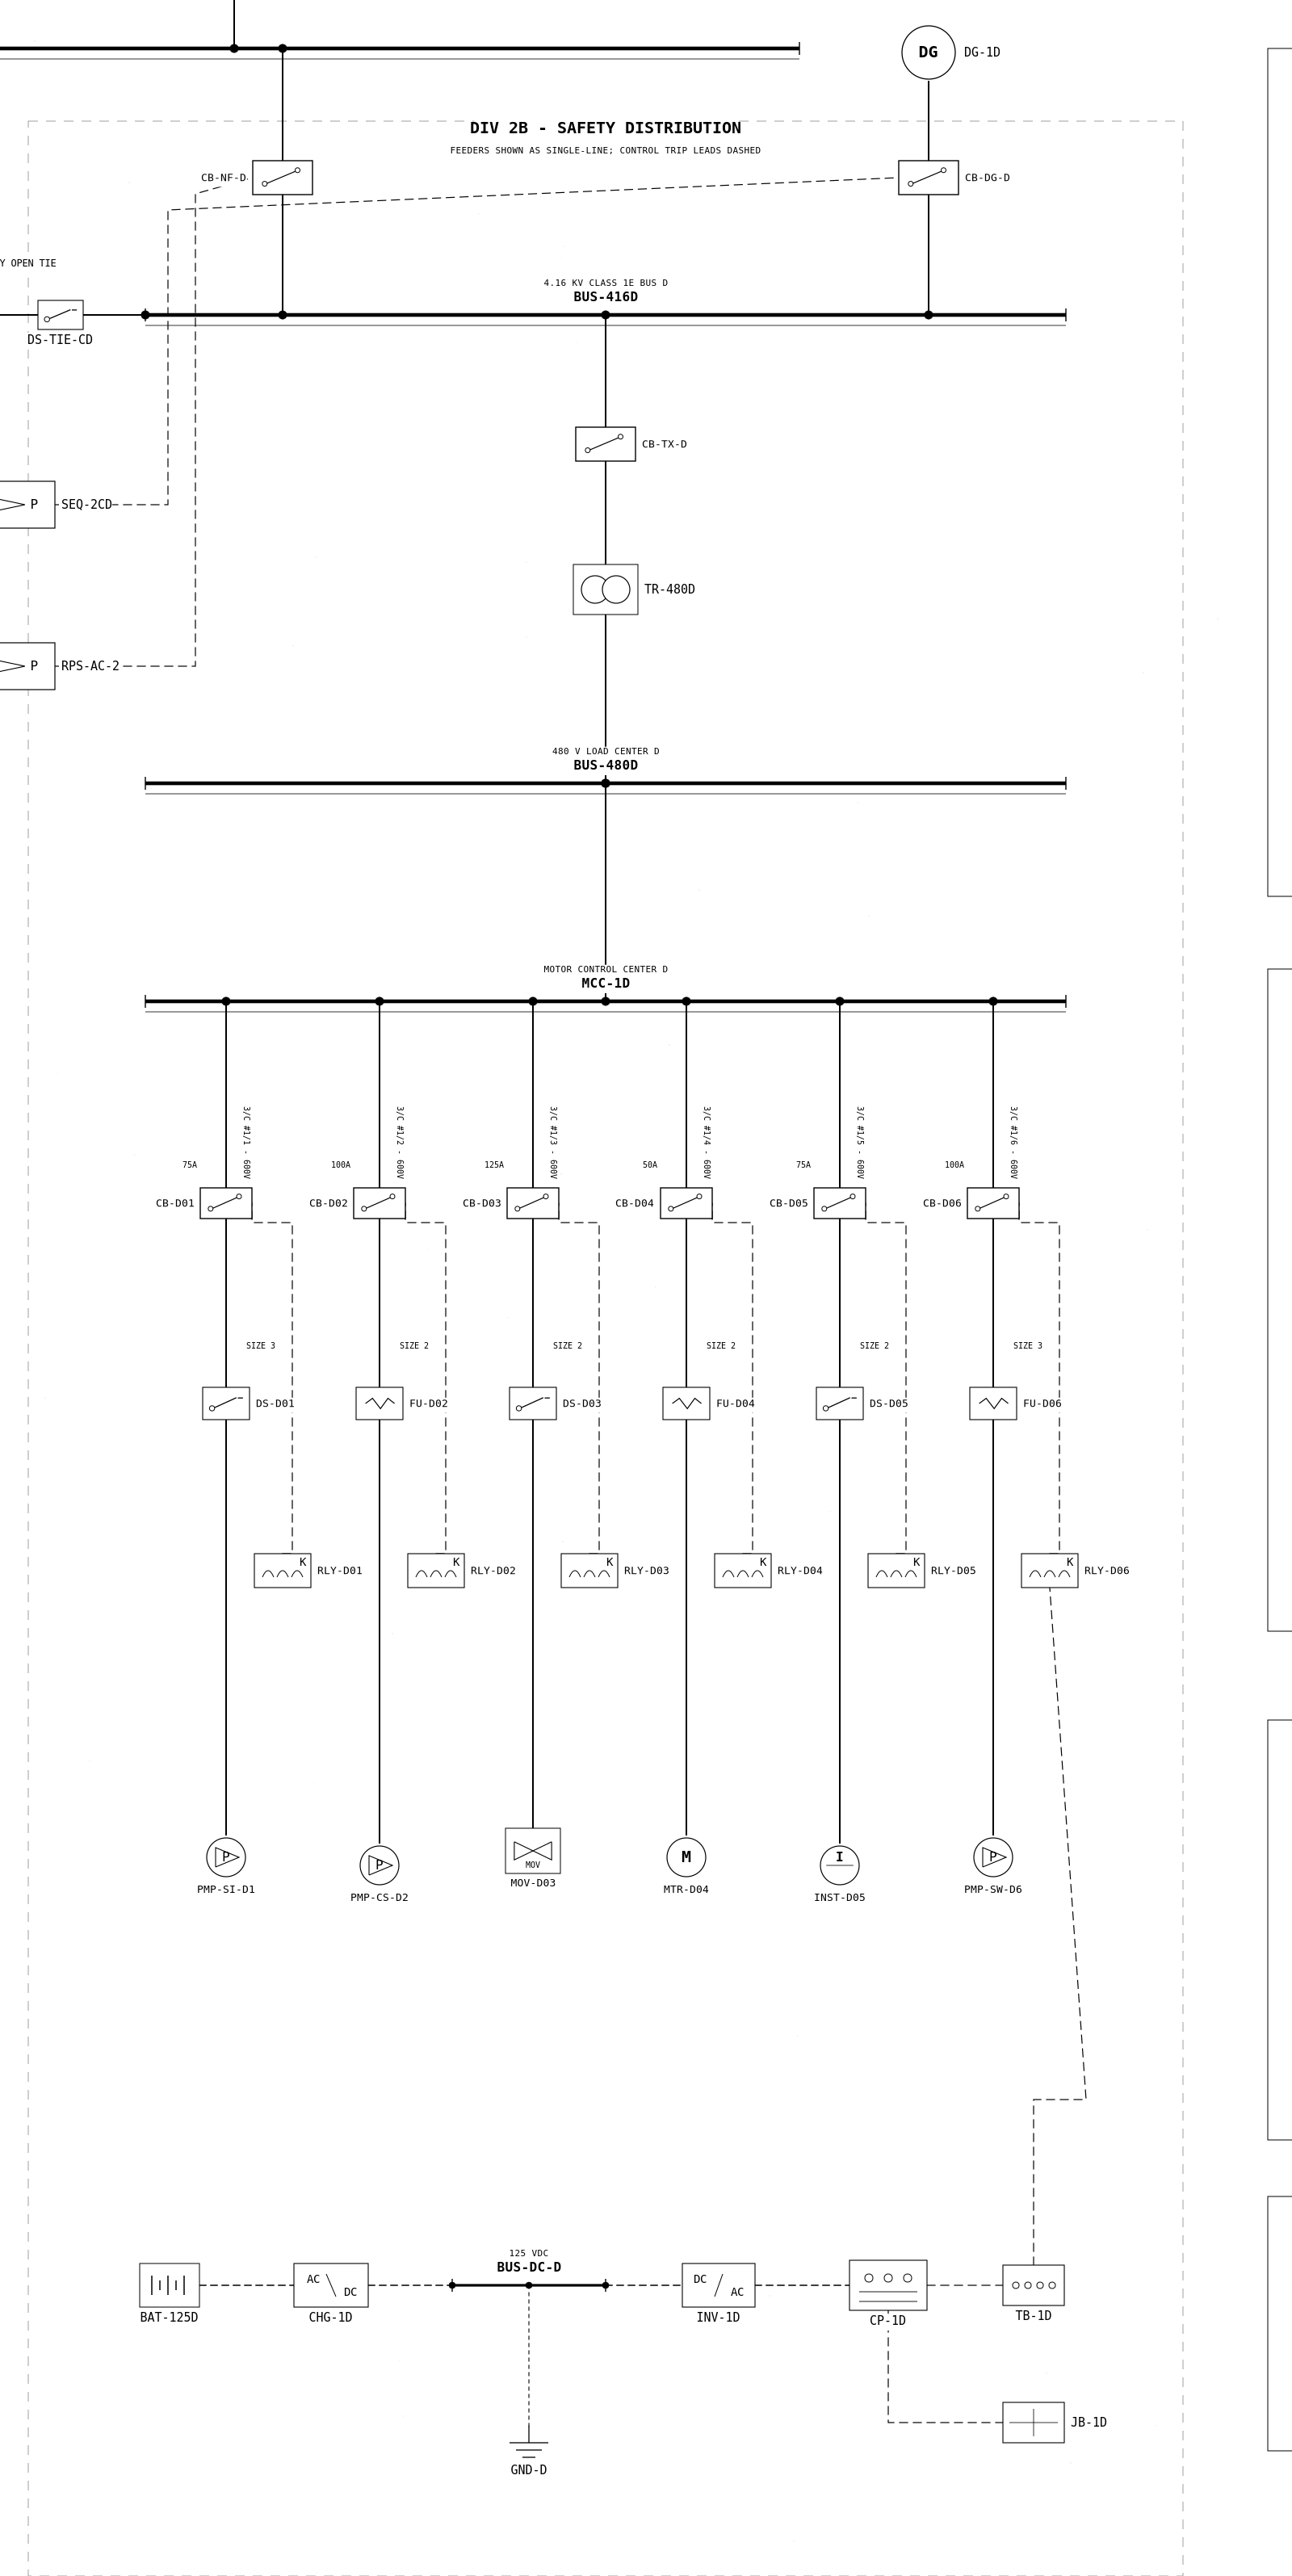 DG
DG-1D
DIV 2B - SAFETY DISTRIBUTION
FEEDERS SHOWN AS SINGLE-LINE; CONTROL TRIP LEADS DASHED
CB-NF-D
CB-DG-D
Y OPEN TIE
4.16 KV CLASS 1E BUS D
BUS-416D
DS-TIE-CD
CB-TX-D
P
SEQ-2CD
TR-480D
P
RPS-AC-2
480 V LOAD CENTER D
BUS-480D
MOTOR CONTROL CENTER D
MCC-1D
3/C #1/1 - 600V
3/C #1/2 - 600V
3/C #1/3 - 600V
3/C #1/4 - 600V
3/C #1/5 - 600V
3/C #1/6 - 600V
75A
100A
125A
50A
75A
100A
CB-D01
CB-D02
CB-D03
CB-D04
CB-D05
CB-D06
SIZE 3
SIZE 2
SIZE 2
SIZE 2
SIZE 2
SIZE 3
DS-D01
FU-D02
DS-D03
FU-D04
DS-D05
FU-D06
K
K
K
K
K
K
RLY-D01
RLY-D02
RLY-D03
RLY-D04
RLY-D05
RLY-D06
P
P
MOV
M
I
P
PMP-SI-D1
PMP-CS-D2
MOV-D03
MTR-D04
INST-D05
PMP-SW-D6
125 VDC
BUS-DC-D
AC
DC
DC
AC
BAT-125D
CHG-1D
INV-1D
CP-1D
TB-1D
JB-1D
GND-D